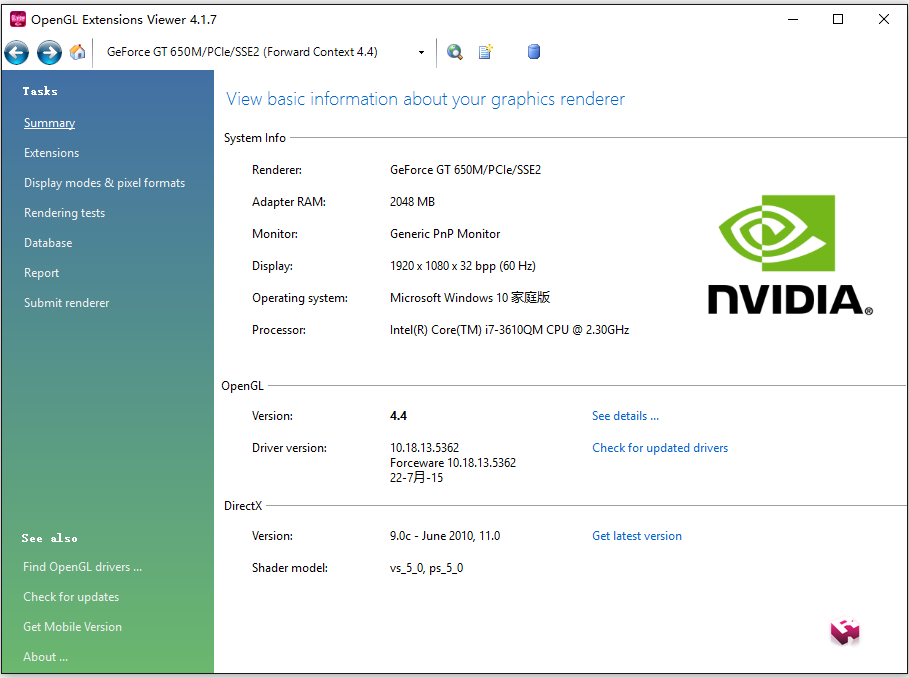 OpenGL Extensions Viewer 4.1.7
GeForce GT 650M/PCIe/SSE2 (Forward Context 4.4)
Tasks
Summary
Extensions
Display modes & pixel formats
Rendering tests
Database
Report
Submit renderer
See also
Find OpenGL drivers ...
Check for updates
Get Mobile Version
About ...
View basic information about your graphics renderer
System Info
Renderer: GeForce GT 650M/PCIe/SSE2
Adapter RAM: 2048 MB
Monitor: Generic PnP Monitor
Display: 1920 x 1080 x 32 bpp (60 Hz)
Operating system: Microsoft Windows 10 家庭版
Processor: Intel(R) Core(TM) i7-3610QM CPU @ 2.30GHz
NVIDIA®
OpenGL
Version: 4.4 See details ...
Driver version: 10.18.13.5362 Check for updated drivers
Forceware 10.18.13.5362
22-7月-15
DirectX
Version: 9.0c - June 2010, 11.0 Get latest version
Shader model: vs_5_0, ps_5_0